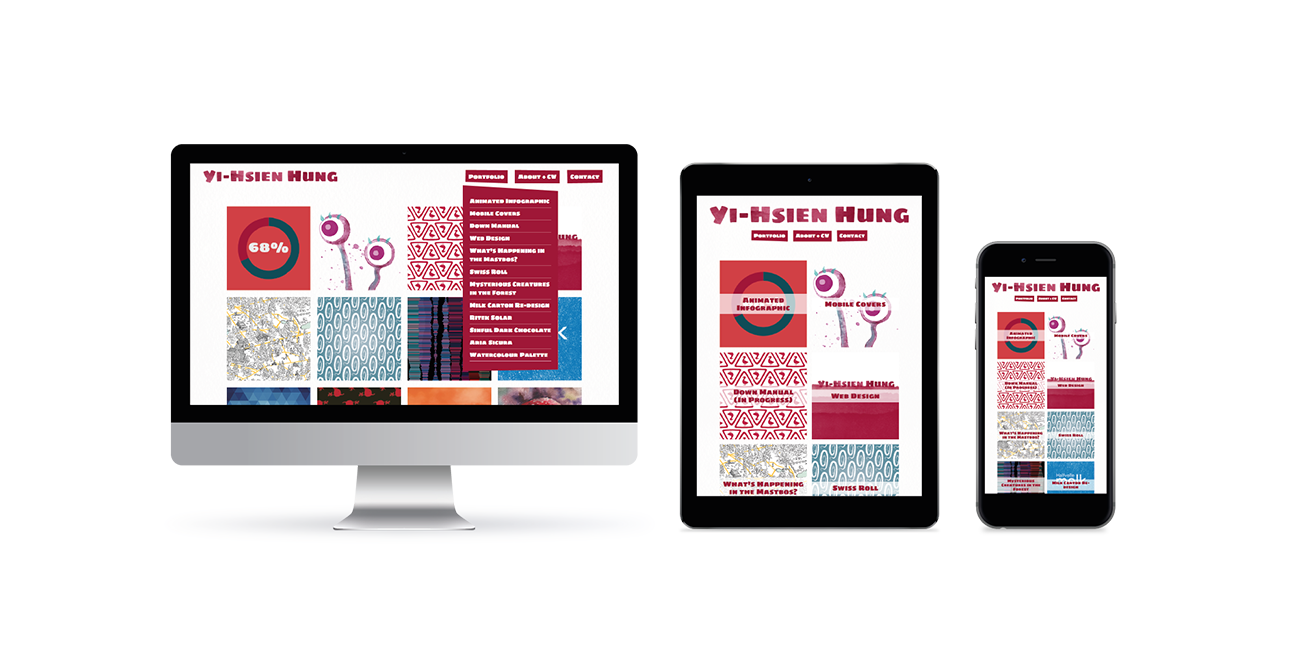 Yi-Hsien Hung
Portfolio
About + CV
Contact
68%
Animated Infographic
Mobile Covers
Down Manual
Web Design
What's Happening in
the Mastbos?
Swiss Roll
Mysterious Creatures
in the Forest
Milk Carton Re-design
Ritek Solar
Sinful Dark Chocolate
Aria Sicura
Watercolour Palette
Yi-Hsien Hung
Portfolio
About + CV
Contact
Animated
Infographic
Mobile Covers
Down Manual
(In Progress)
Yi-Hsien Hung
Web Design
What's Happening
in the Mastbos?
Swiss Roll
Yi-Hsien Hung
Portfolio
About + CV
Contact
Animated
Infographic
Mobile Covers
Down Manual
(In Progress)
Yi-Hsien Hung
Web Design
What's Happening
in the Mastbos?
Swiss Roll
Mysterious
Creatures in the
Forest
Milk Carton Re-
design